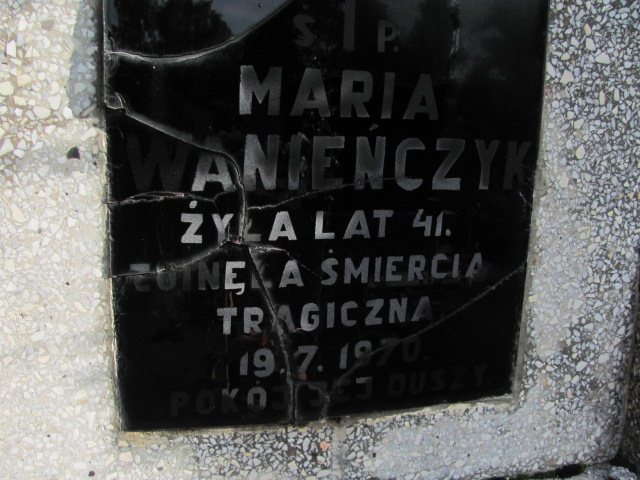 Ś P.
MARIA
WANIEŃCZYK
ŻYŁA LAT 41.
ZGINĘŁA ŚMIERCIĄ
TRAGICZNĄ
19.7.1970.
POKÓJ JEJ DUSZY.